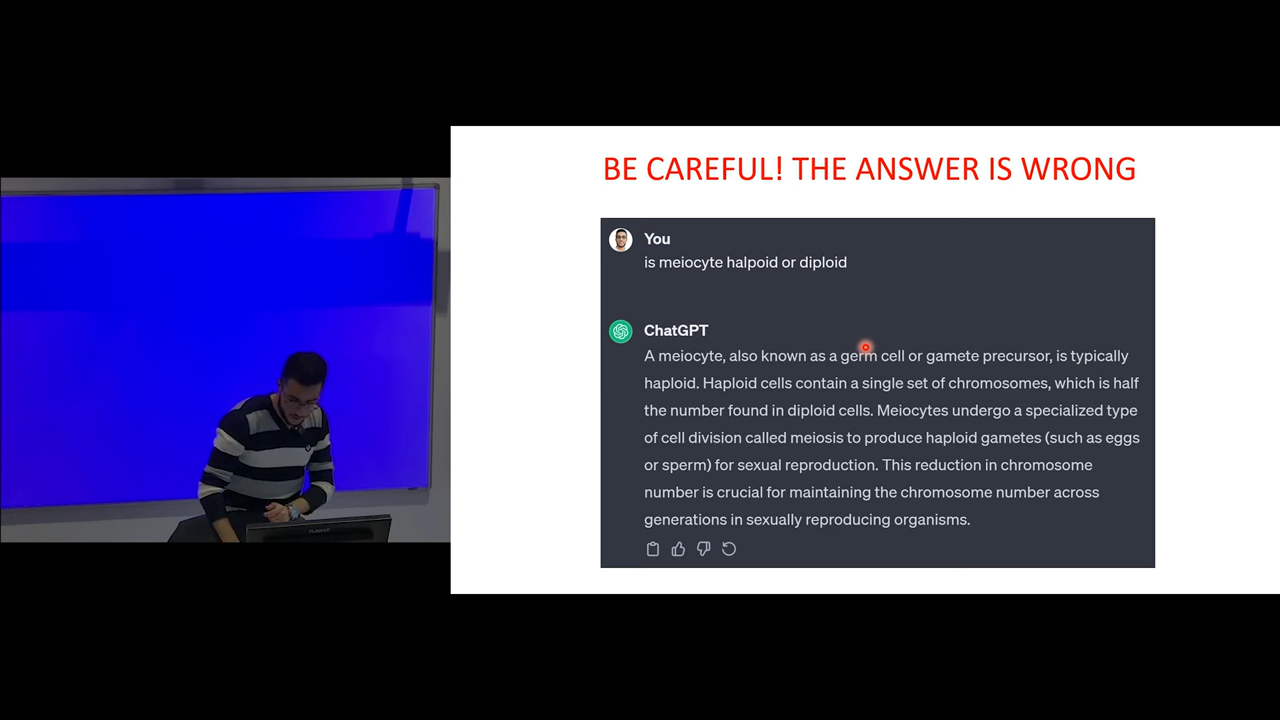 BE CAREFUL! THE ANSWER IS WRONG
You
is meiocyte halpoid or diploid
ChatGPT
A meiocyte, also known as a germ cell or gamete precursor, is typically
haploid. Haploid cells contain a single set of chromosomes, which is half
the number found in diploid cells. Meiocytes undergo a specialized type
of cell division called meiosis to produce haploid gametes (such as eggs
or sperm) for sexual reproduction. This reduction in chromosome
number is crucial for maintaining the chromosome number across
generations in sexually reproducing organisms.